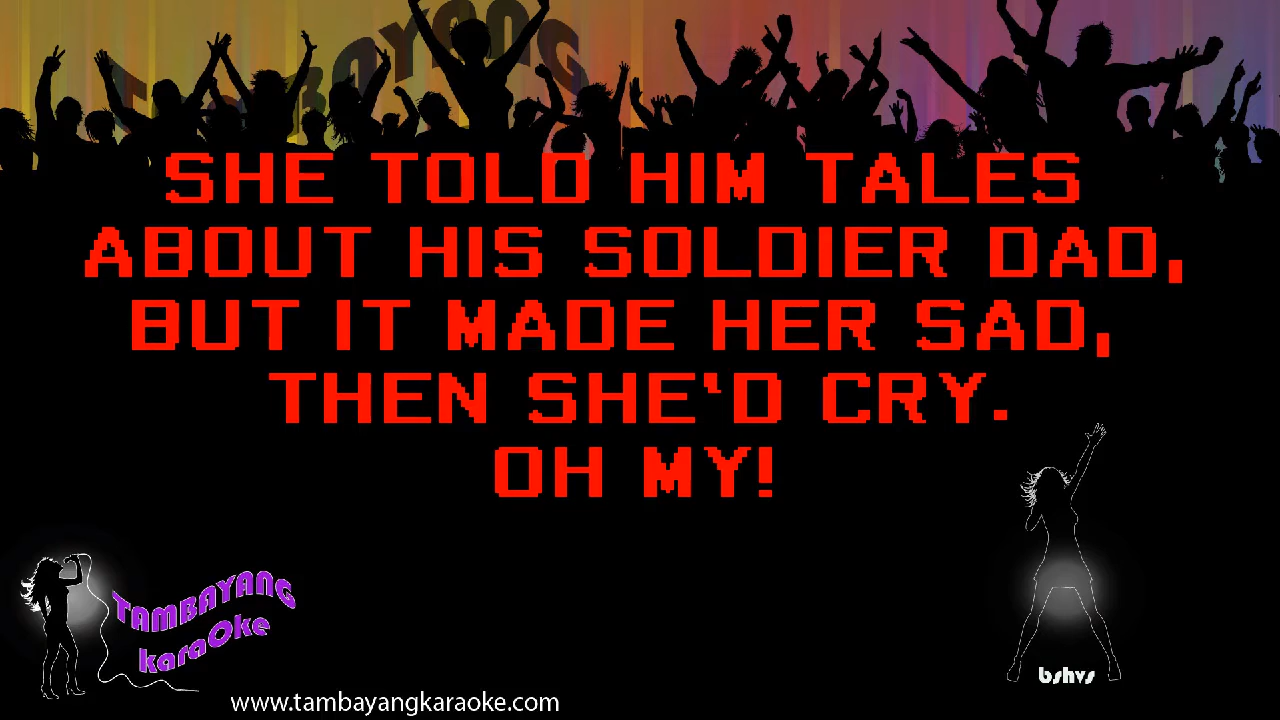 TAMBAYANG
SHE TOLD HIM TALES
ABOUT HIS SOLDIER DAD,
BUT IT MADE HER SAD,
THEN SHE'D CRY.
OH MY!
TAMBAYANG
karaOke
bshvs
www.tambayangkaraoke.com